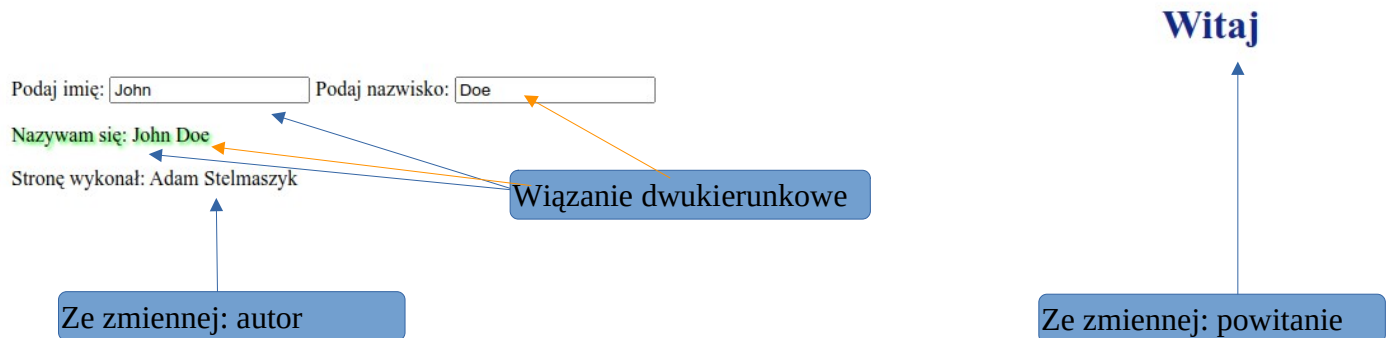 Witaj
Podaj imię: John Podaj nazwisko: Doe
Nazywam się: John Doe
Stronę wykonał: Adam Stelmaszyk
Wiązanie dwukierunkowe
Ze zmiennej: autor
Ze zmiennej: powitanie